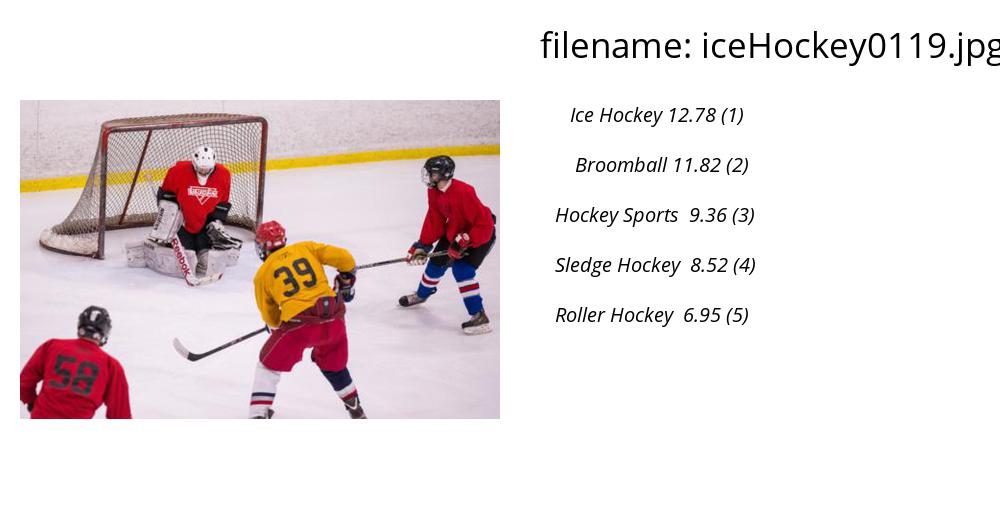 filename: iceHockey0119.jpg
Ice Hockey 12.78 (1)
Broomball 11.82 (2)
Hockey Sports 9.36 (3)
Sledge Hockey 8.52 (4)
Roller Hockey 6.95 (5)
Reebok
39
58